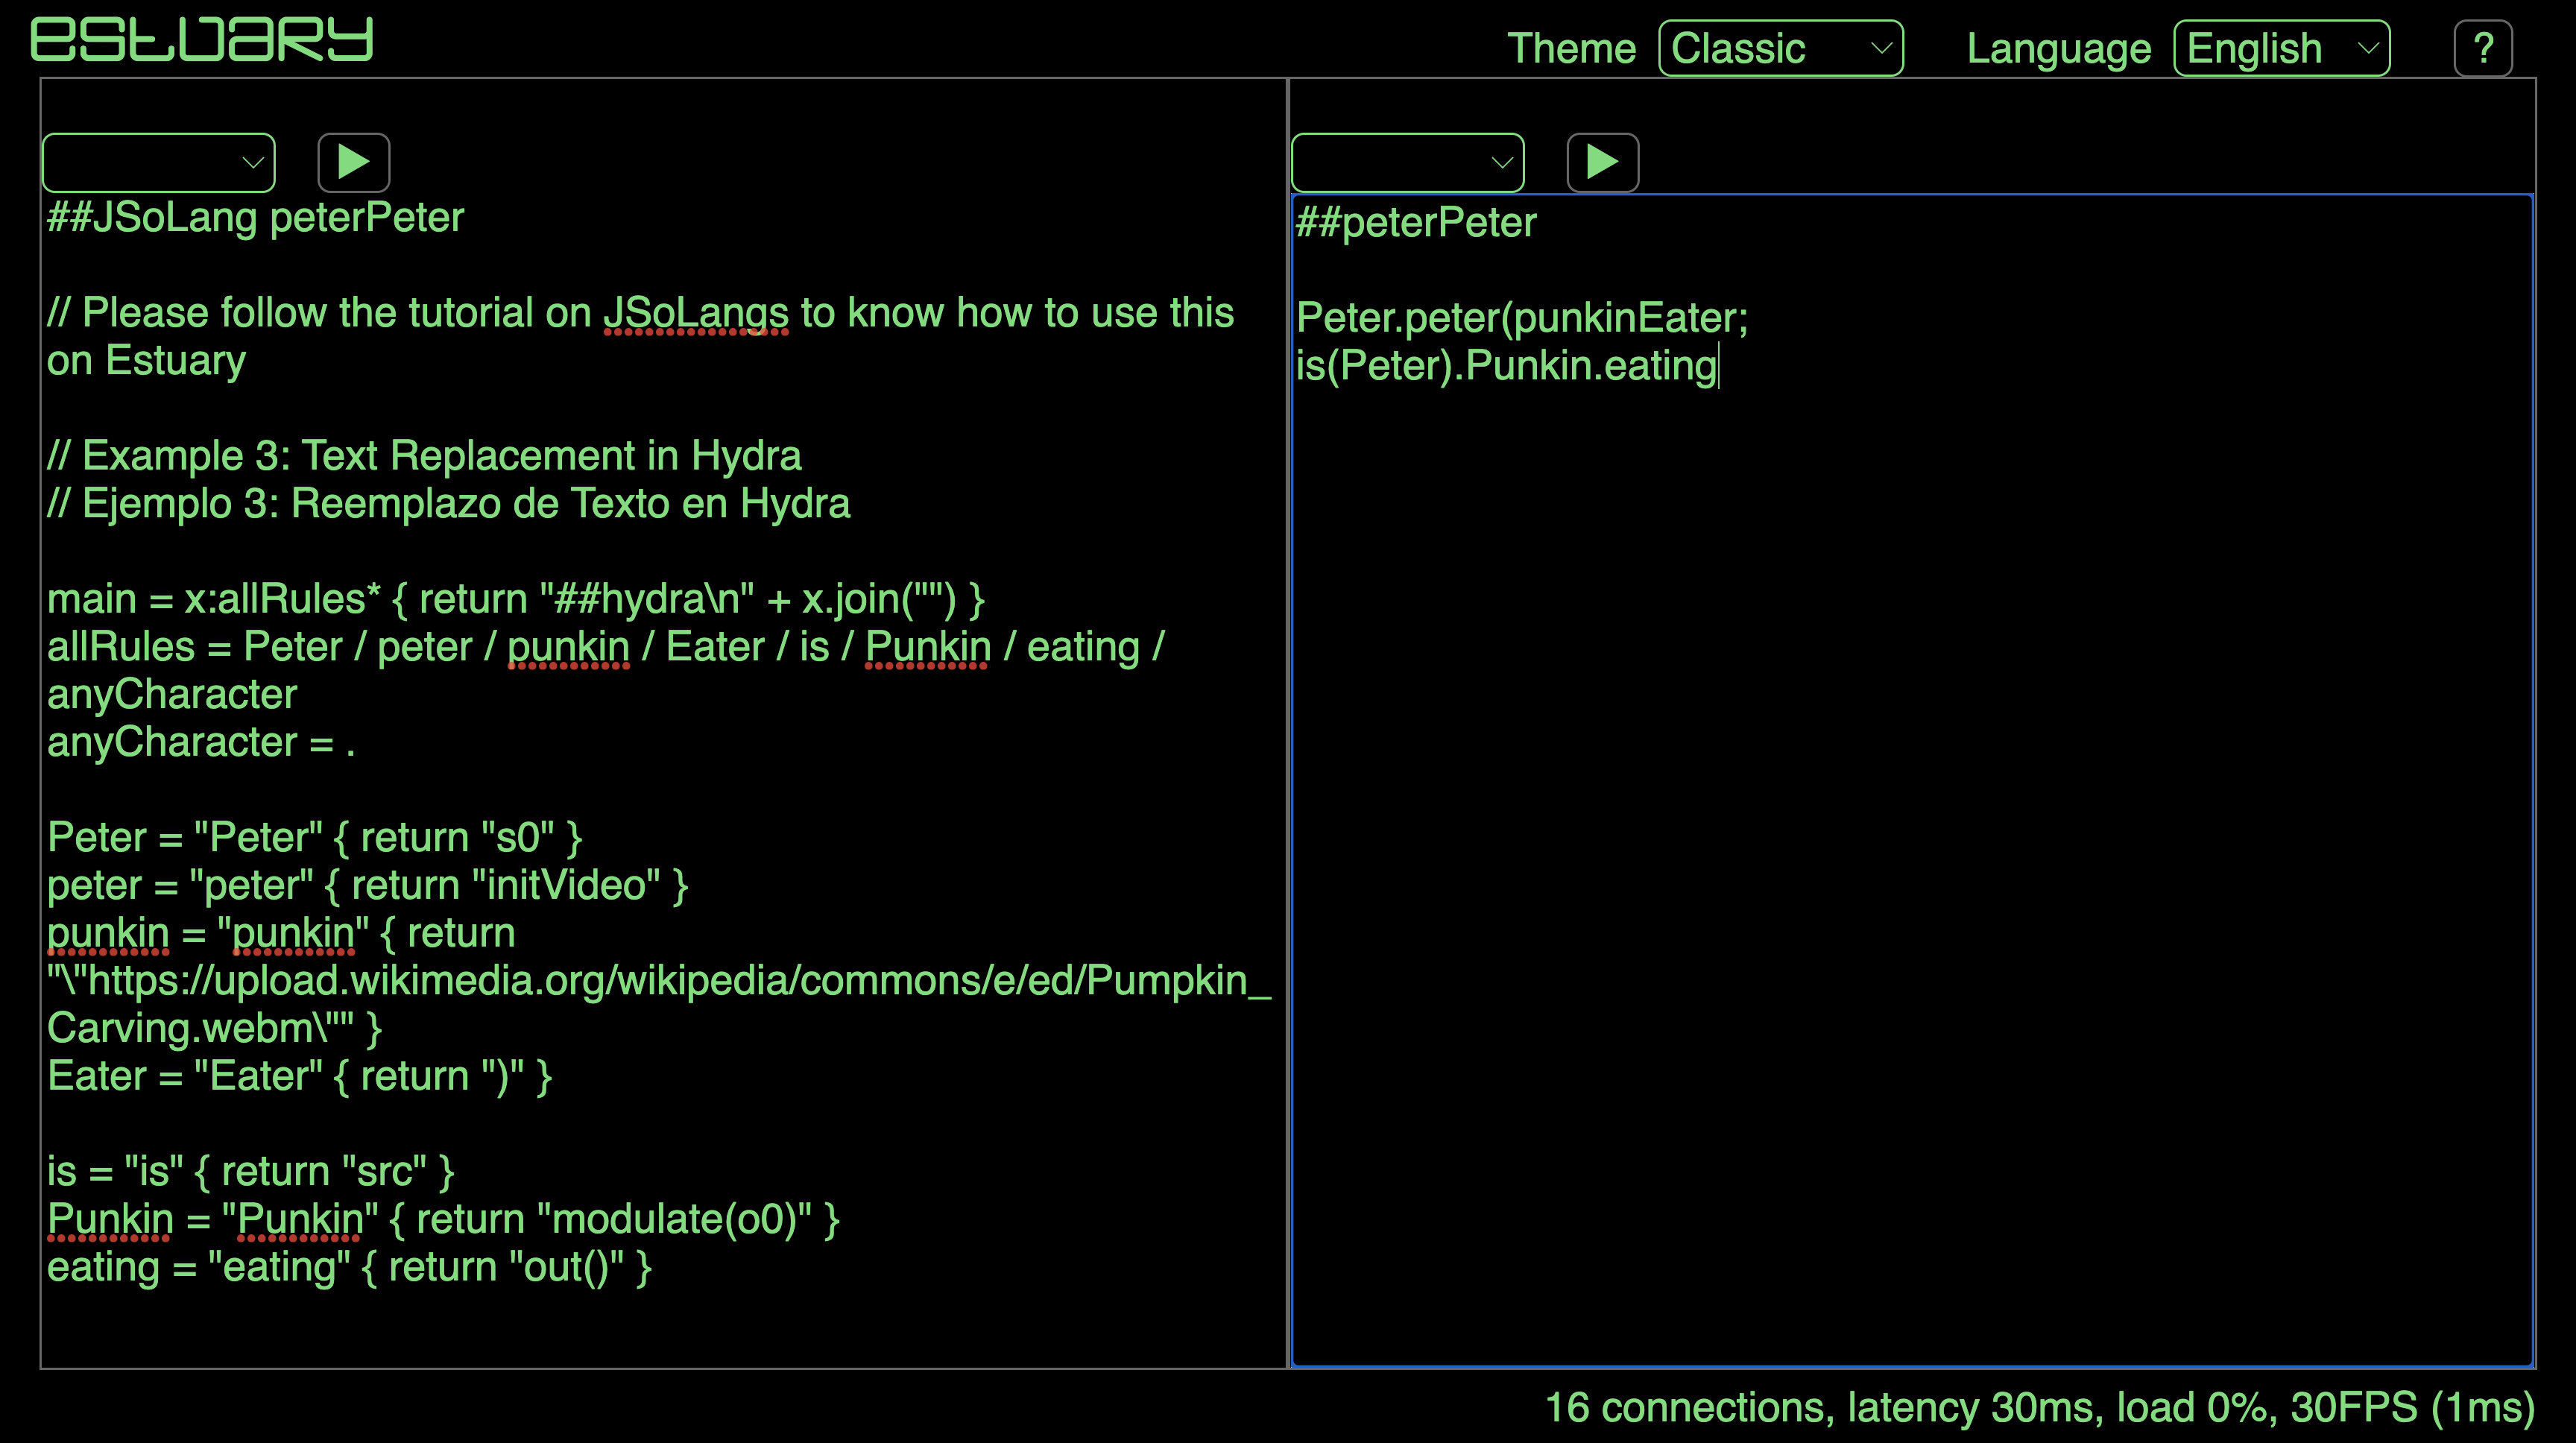 estuary
Theme Classic Language English ?
##JSoLang peterPeter
// Please follow the tutorial on JSoLangs to know how to use this
on Estuary
// Example 3: Text Replacement in Hydra
// Ejemplo 3: Reemplazo de Texto en Hydra
main = x:allRules* { return "##hydra\n" + x.join("") }
allRules = Peter / peter / punkin / Eater / is / Punkin / eating /
anyCharacter
anyCharacter = .
Peter = "Peter" { return "s0" }
peter = "peter" { return "initVideo" }
punkin = "punkin" { return
"\"https://upload.wikimedia.org/wikipedia/commons/e/ed/Pumpkin_
Carving.webm\"" }
Eater = "Eater" { return ")" }
is = "is" { return "src" }
Punkin = "Punkin" { return "modulate(o0)" }
eating = "eating" { return "out()" }
##peterPeter
Peter.peter(punkinEater;
is(Peter).Punkin.eating
16 connections, latency 30ms, load 0%, 30FPS (1ms)